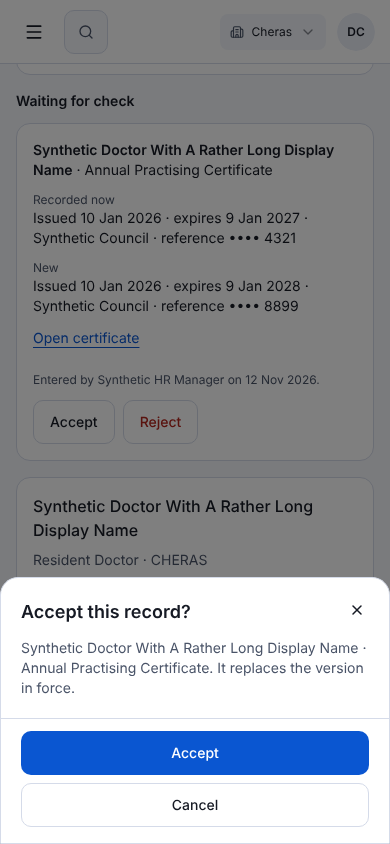 Cheras
DC
Waiting for check
Synthetic Doctor With A Rather Long Display
Name · Annual Practising Certificate
Recorded now
Issued 10 Jan 2026 · expires 9 Jan 2027 ·
Synthetic Council · reference •••• 4321
New
Issued 10 Jan 2026 · expires 9 Jan 2028 ·
Synthetic Council · reference •••• 8899
Open certificate
Entered by Synthetic HR Manager on 12 Nov 2026.
Accept
Reject
Synthetic Doctor With A Rather Long
Display Name
Resident Doctor · CHERAS
Accept this record?
Synthetic Doctor With A Rather Long Display Name ·
Annual Practising Certificate. It replaces the version
in force.
Accept
Cancel